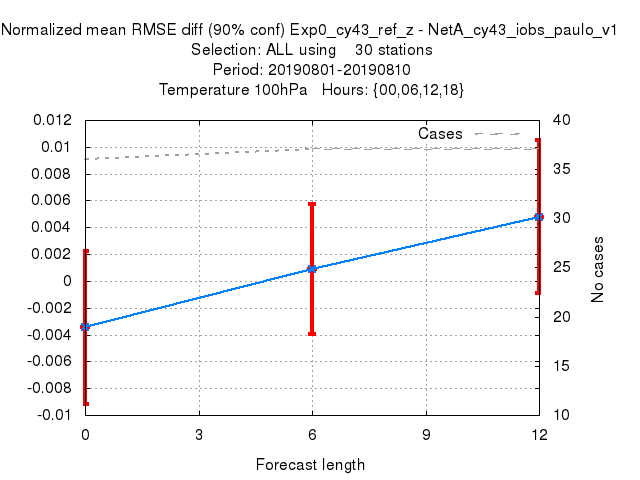 Normalized mean RMSE diff (90% conf) Exp0_cy43_ref_z - NetA_cy43_iobs_paulo_v1
Selection: ALL using    30 stations
Period: 20190801-20190810
Temperature 100hPa   Hours: {00,06,12,18}
0.012
0.01
0.008
0.006
0.004
0.002
0
-0.002
-0.004
-0.006
-0.008
-0.01
Cases
40
35
30
25
20
15
10
No cases
0 3 6 9 12
Forecast length